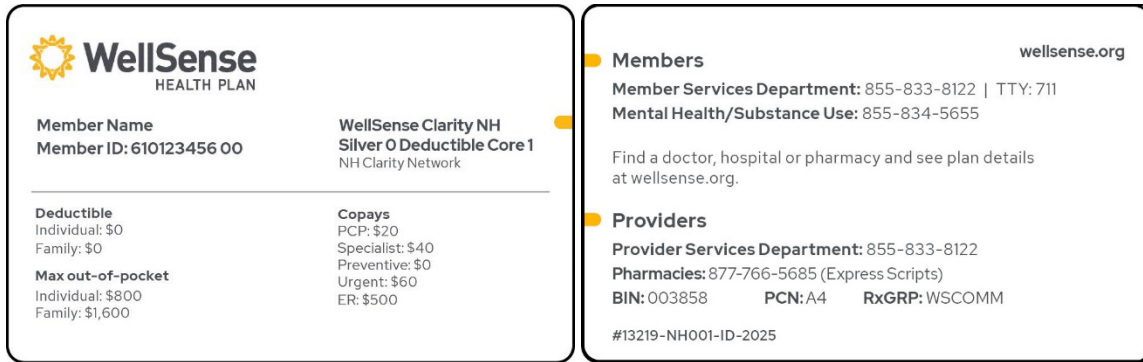 WellSense
HEALTH PLAN
Member Name
Member ID: 610123456 00
WellSense Clarity NH
Silver 0 Deductible Core 1
NH Clarity Network
Deductible
Individual: $0
Family: $0
Max out-of-pocket
Individual: $800
Family: $1,600
Copays
PCP: $20
Specialist: $40
Preventive: $0
Urgent: $60
ER: $500
wellsense.org
Members
Member Services Department: 855-833-8122 | TTY: 711
Mental Health/Substance Use: 855-834-5655
Find a doctor, hospital or pharmacy and see plan details
at wellsense.org.
Providers
Provider Services Department: 855-833-8122
Pharmacies: 877-766-5685 (Express Scripts)
BIN: 003858 PCN: A4 RxGRP: WSCOMM
#13219-NH001-ID-2025